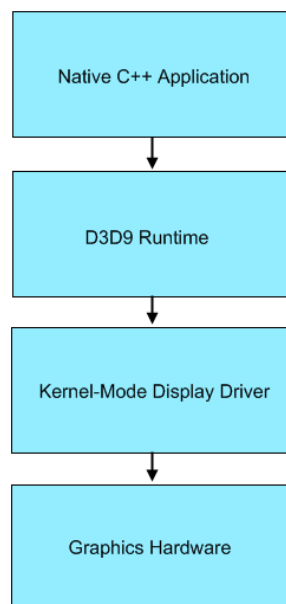 Native C++ Application
D3D9 Runtime
Kernel-Mode Display Driver
Graphics Hardware